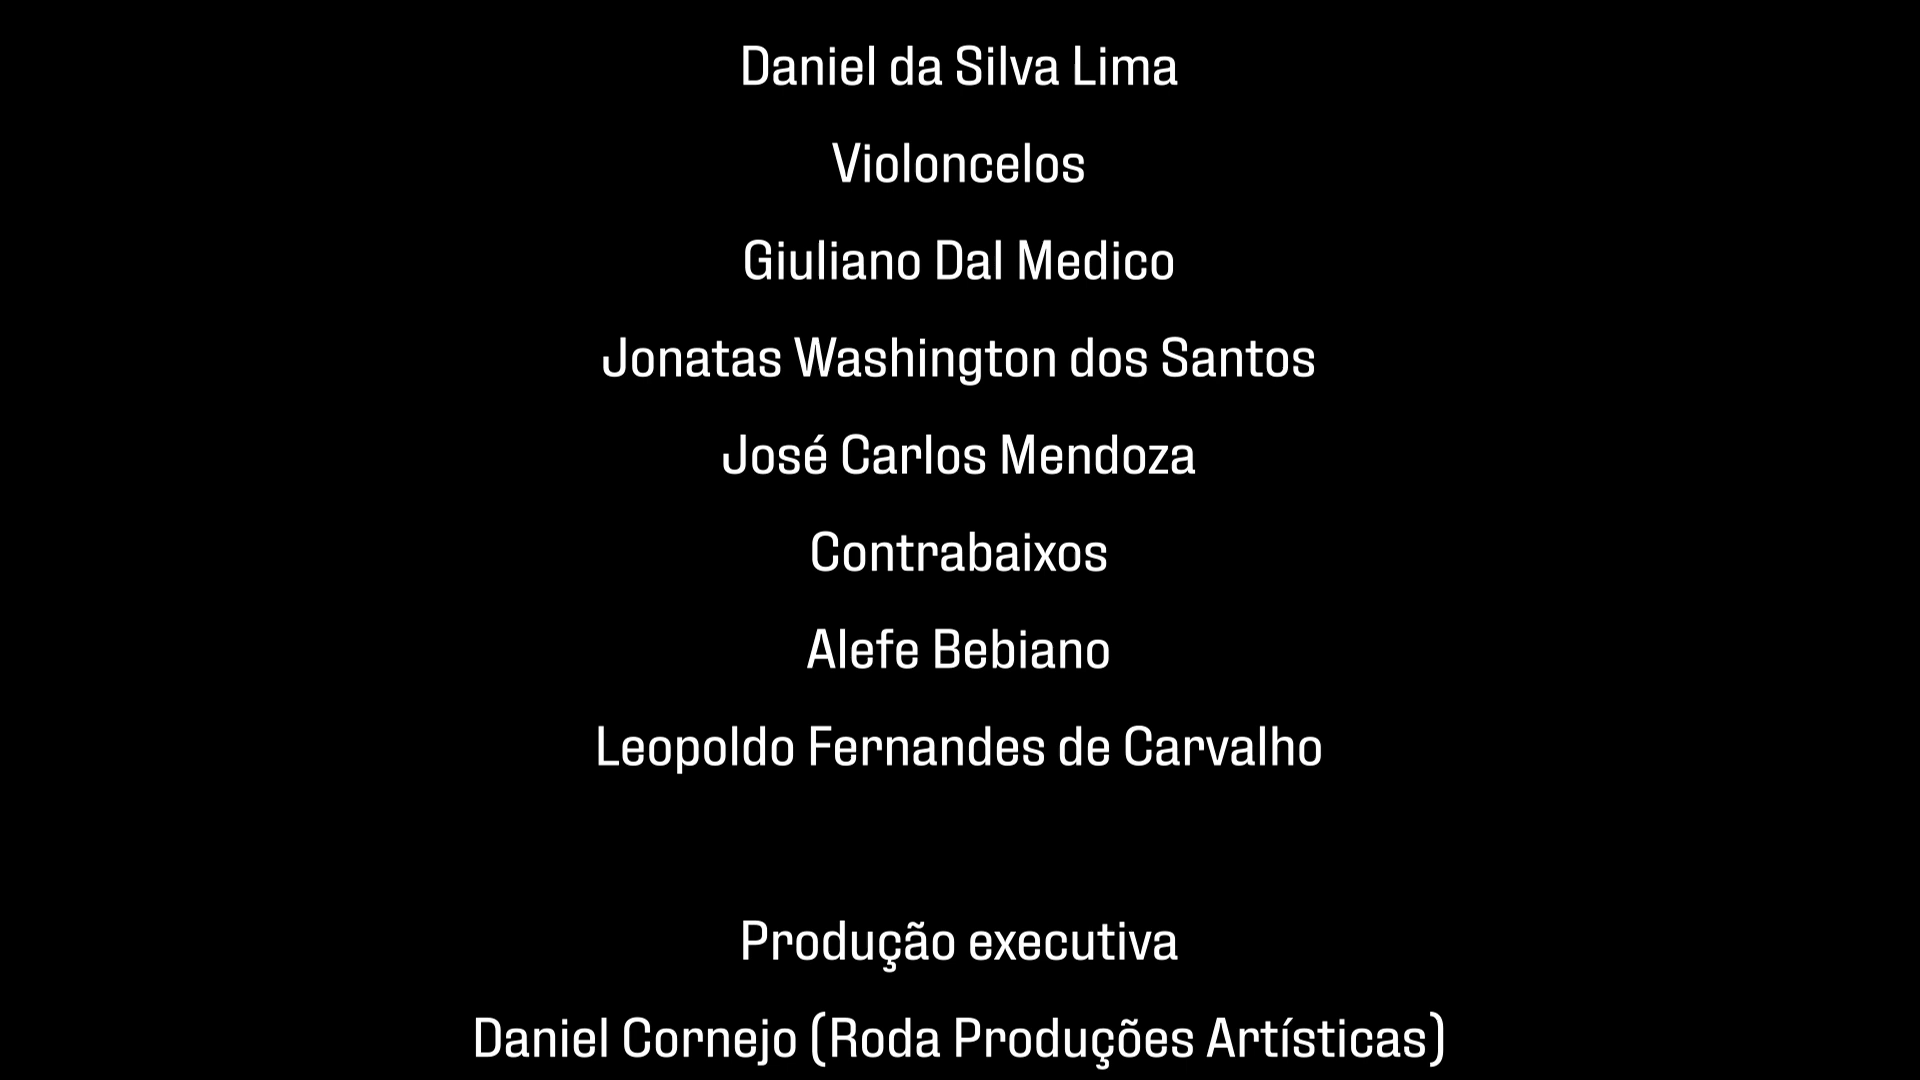 Daniel da Silva Lima
Violoncelos
Giuliano Dal Medico
Jonatas Washington dos Santos
José Carlos Mendoza
Contrabaixos
Alefe Bebiano
Leopoldo Fernandes de Carvalho
Produção executiva
Daniel Cornejo (Roda Produções Artísticas)